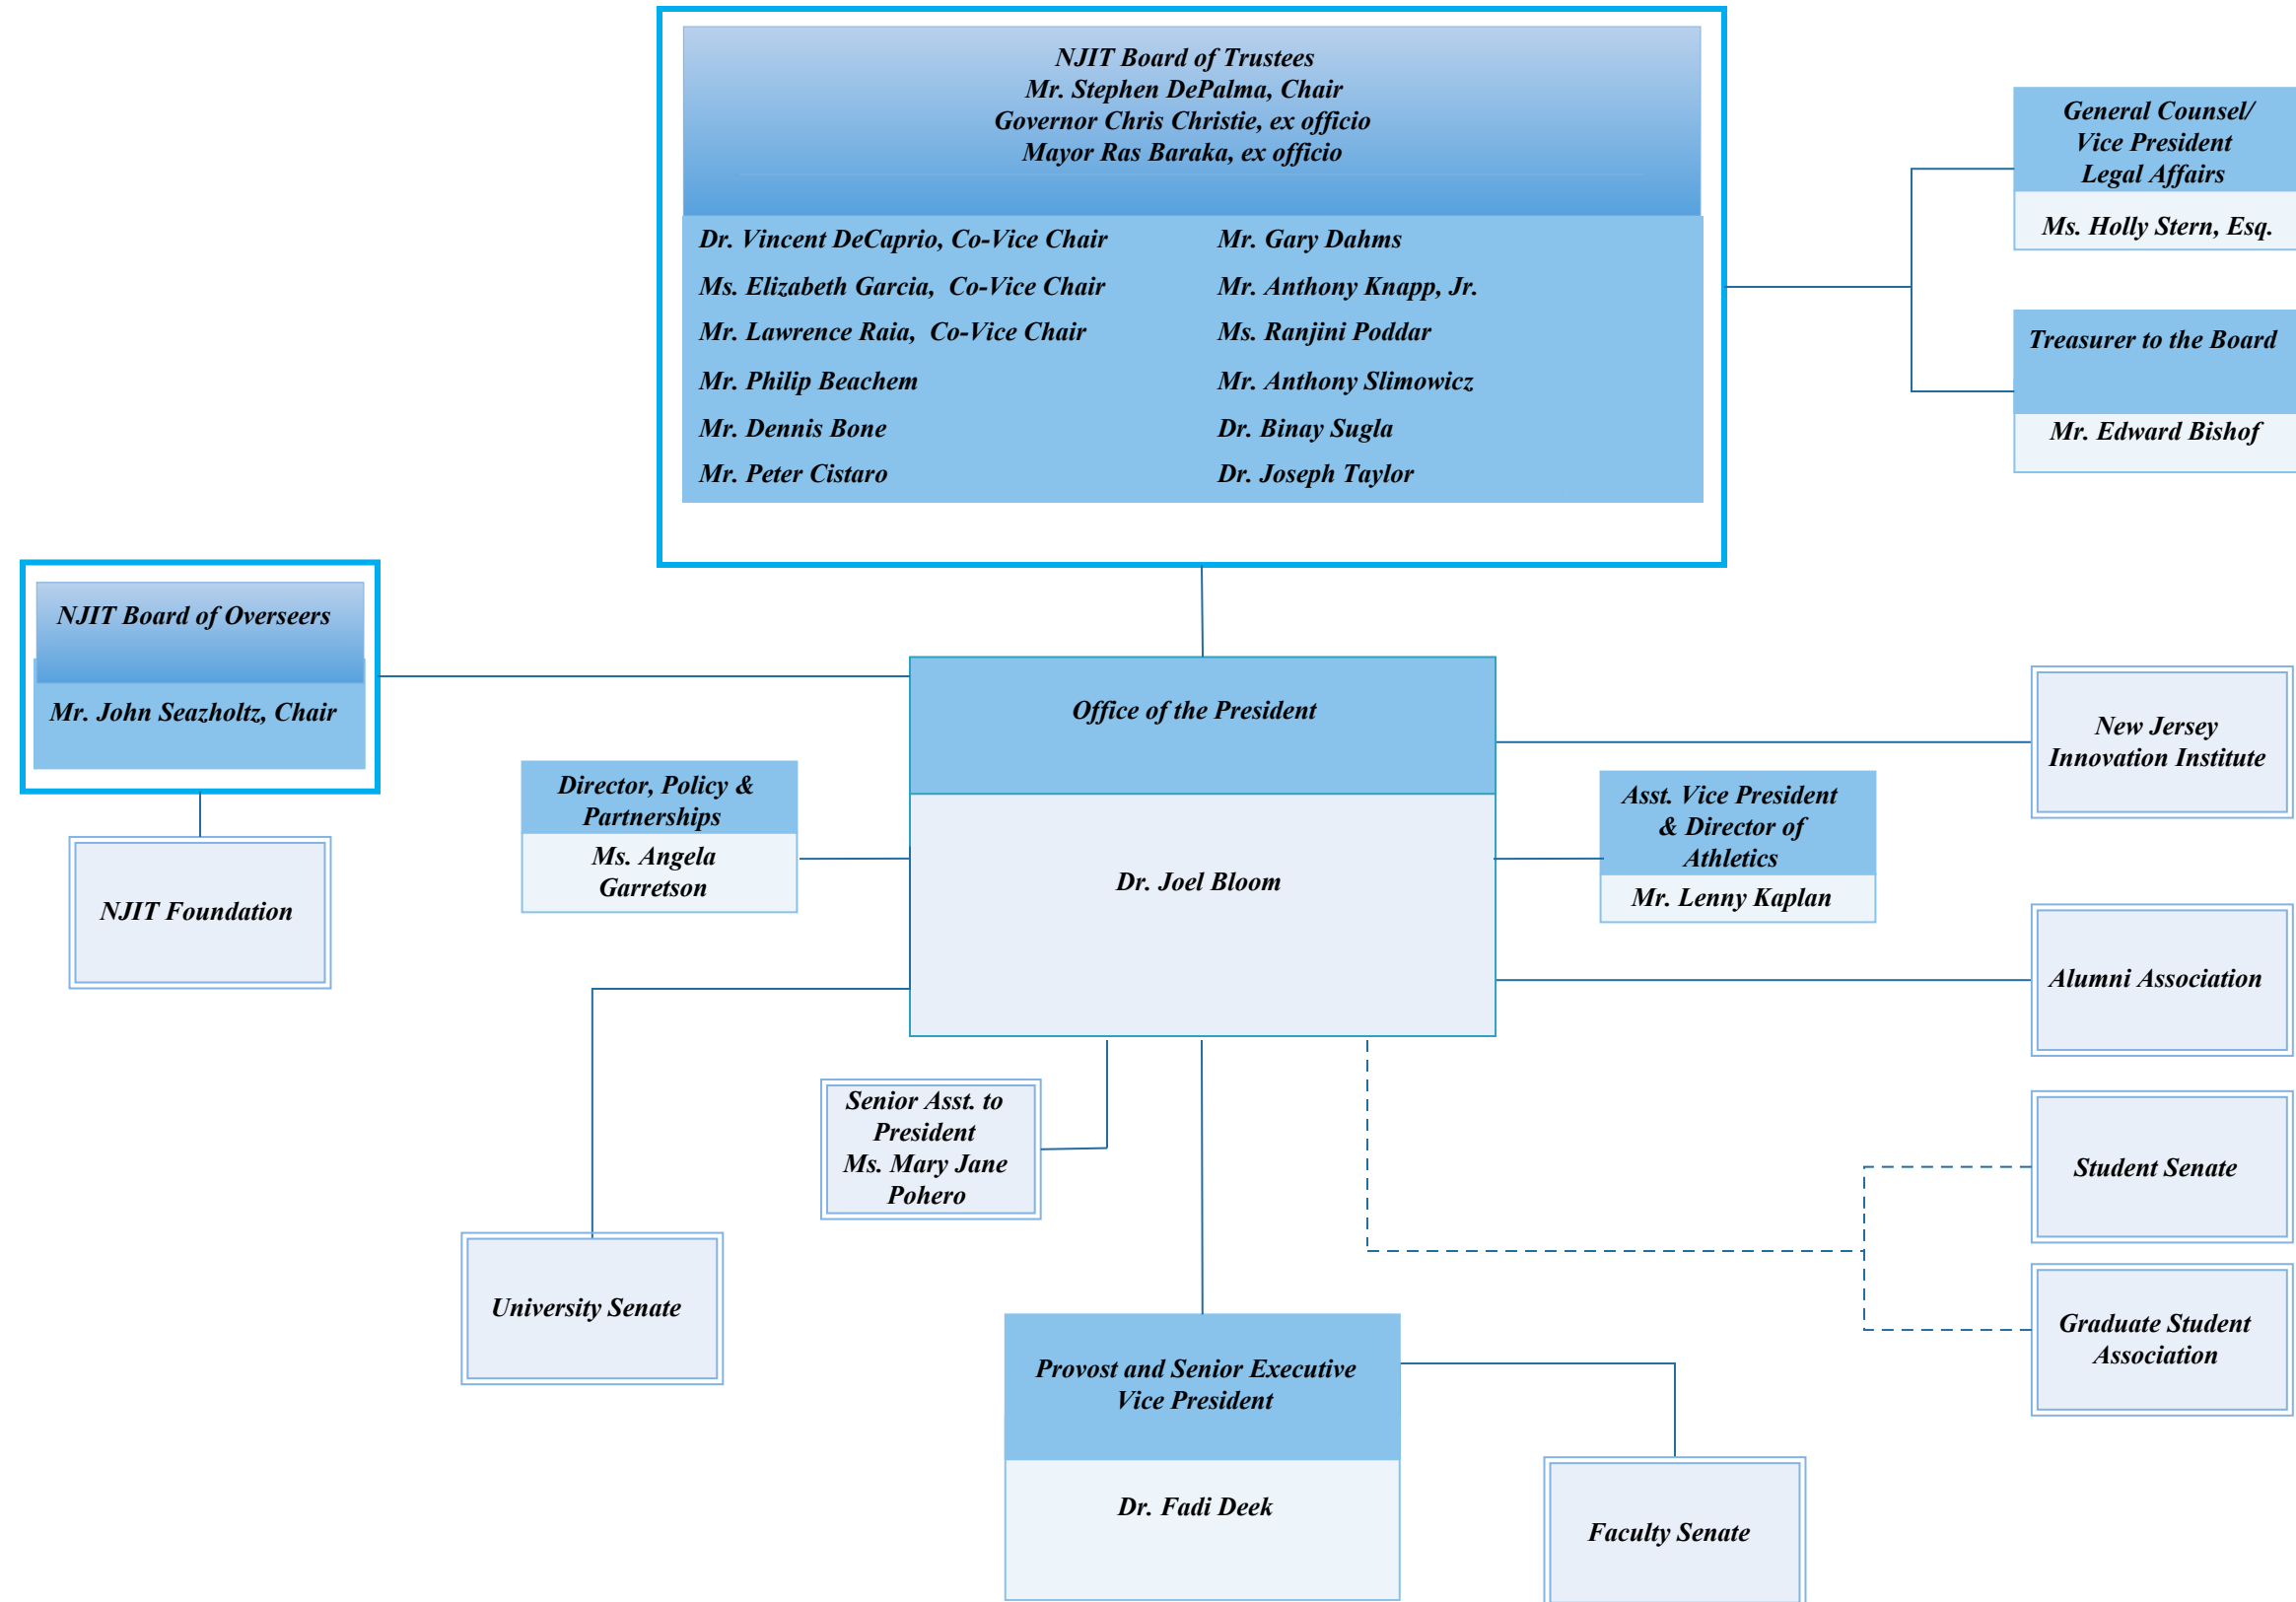 NJIT Board of Trustees
Mr. Stephen DePalma, Chair
Governor Chris Christie, ex officio
Mayor Ras Baraka, ex officio
Dr. Vincent DeCaprio, Co-Vice Chair
Ms. Elizabeth Garcia, Co-Vice Chair
Mr. Lawrence Raia, Co-Vice Chair
Mr. Philip Beachem
Mr. Dennis Bone
Mr. Peter Cistaro
Mr. Gary Dahms
Mr. Anthony Knapp, Jr.
Ms. Ranjini Poddar
Mr. Anthony Slimowicz
Dr. Binay Sugla
Dr. Joseph Taylor
General Counsel/
Vice President
Legal Affairs
Ms. Holly Stern, Esq.
Treasurer to the Board
Mr. Edward Bishof
NJIT Board of Overseers
Mr. John Seazholtz, Chair
NJIT Foundation
Office of the President
Dr. Joel Bloom
Director, Policy &
Partnerships
Ms. Angela
Garretson
Asst. Vice President
& Director of
Athletics
Mr. Lenny Kaplan
New Jersey
Innovation Institute
Alumni Association
Senior Asst. to
President
Ms. Mary Jane
Pohero
Student Senate
Graduate Student
Association
University Senate
Provost and Senior Executive
Vice President
Dr. Fadi Deek
Faculty Senate